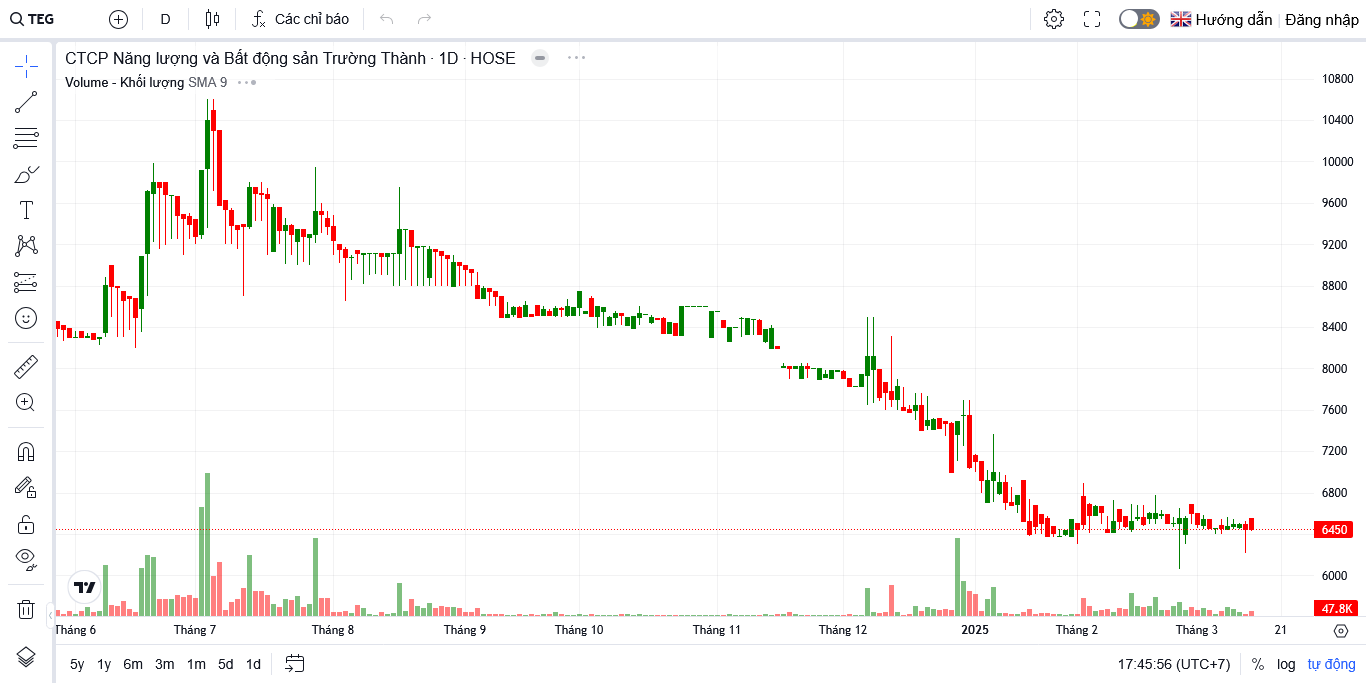 TEG D Các chỉ báo Hướng dẫn Đăng nhập
CTCP Năng lượng và Bất động sản Trường Thành · 1D · HOSE
Volume - Khối lượng SMA 9
10800
10400
10000
9600
9200
8800
8400
8000
7600
7200
6800
6450
6000
47.8K
Tháng 6 Tháng 7 Tháng 8 Tháng 9 Tháng 10 Tháng 11 Tháng 12 2025 Tháng 2 Tháng 3 21
5y 1y 6m 3m 1m 5d 1d 17:45:56 (UTC+7) % log tự động